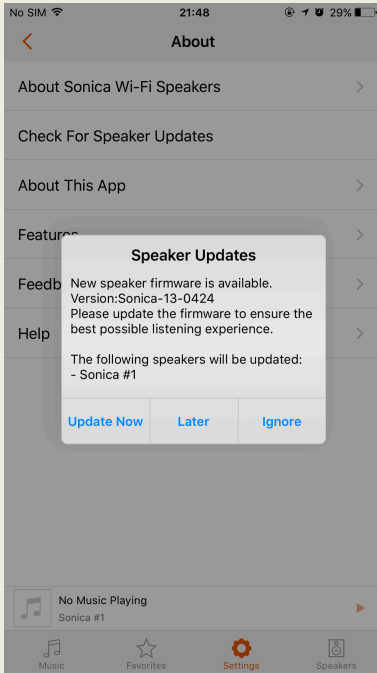 No SIM 21:48 29%
About
About Sonica Wi-Fi Speakers
Check For Speaker Updates
About This App
Features
Feedb
Help
Speaker Updates
New speaker firmware is available.
Version:Sonica-13-0424
Please update the firmware to ensure the
best possible listening experience.
The following speakers will be updated:
- Sonica #1
Update Now Later Ignore
No Music Playing
Sonica #1
Music Favorites Settings Speakers